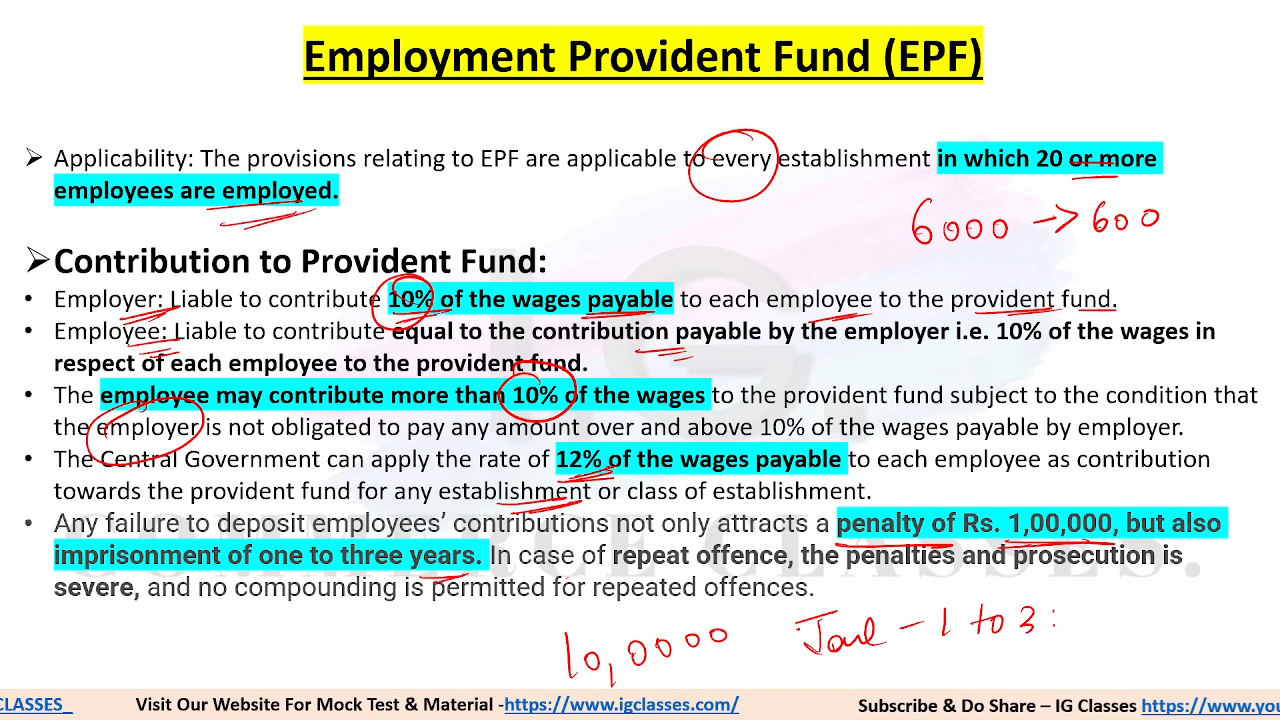 Employment Provident Fund (EPF)
➢ Applicability: The provisions relating to EPF are applicable to every establishment in which 20 or more
employees are employed.
6000 -> 600
➢ Contribution to Provident Fund:
• Employer: Liable to contribute 10% of the wages payable to each employee to the provident fund.
• Employee: Liable to contribute equal to the contribution payable by the employer i.e. 10% of the wages in
respect of each employee to the provident fund.
• The employee may contribute more than 10% of the wages to the provident fund subject to the condition that
the employer is not obligated to pay any amount over and above 10% of the wages payable by employer.
• The Central Government can apply the rate of 12% of the wages payable to each employee as contribution
towards the provident fund for any establishment or class of establishment.
• Any failure to deposit employees’ contributions not only attracts a penalty of Rs. 1,00,000, but also
imprisonment of one to three years. In case of repeat offence, the penalties and prosecution is
severe, and no compounding is permitted for repeated offences.
COMMERCE CLASSES.
10,0000 – 1 to 3
CLASSES_ Visit Our Website For Mock Test & Material -https://www.igclasses.com/ Subscribe & Do Share – IG Classes https://www.you